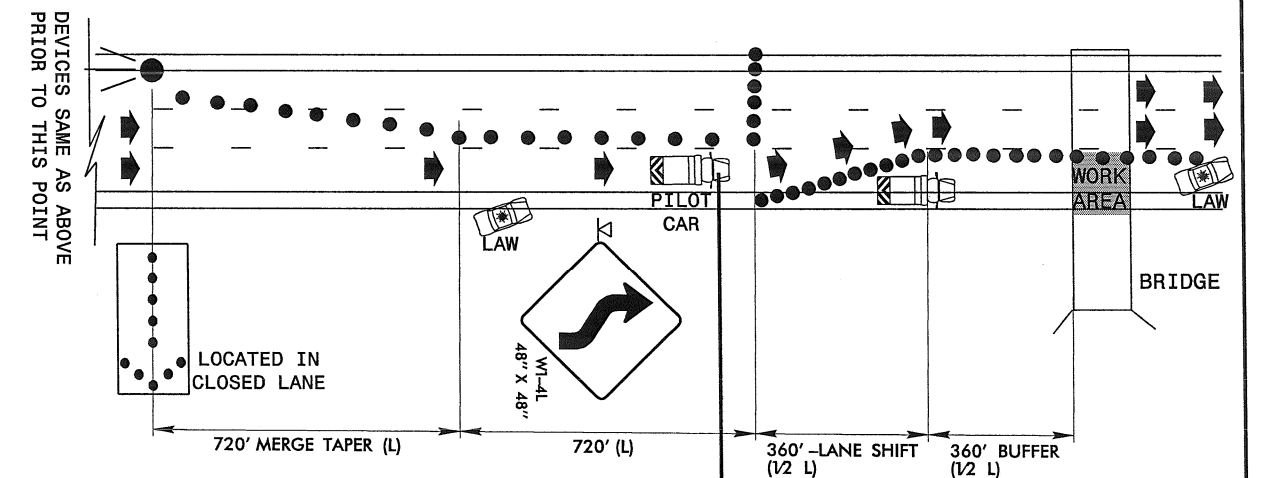 DEVICES SAME AS ABOVE
PRIOR TO THIS POINT
PILOT
CAR
LAW
WORK
AREA
LAW
BRIDGE
W1-4L
48" X 48"
LOCATED IN
CLOSED LANE
720' MERGE TAPER (L)
720' (L)
360' -LANE SHIFT
(1/2 L)
360' BUFFER
(1/2 L)